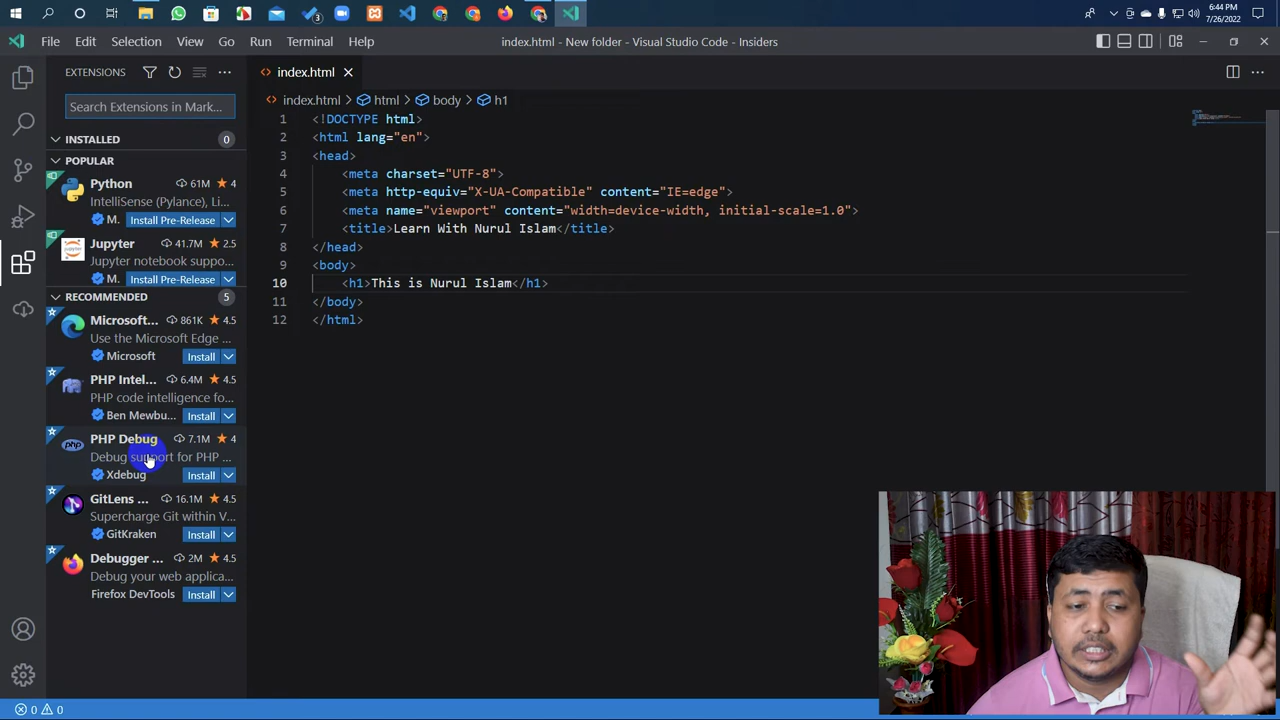 3
6:44 PM
7/26/2022
File Edit Selection View Go Run Terminal Help
index.html - New folder - Visual Studio Code - Insiders
EXTENSIONS
Search Extensions in Mark...
INSTALLED 0
POPULAR
Python 61M 4
IntelliSense (Pylance), Li...
M. Install Pre-Release
Jupyter 41.7M 2.5
Jupyter notebook suppo...
M. Install Pre-Release
RECOMMENDED 5
Microsoft... 861K 4.5
Use the Microsoft Edge ...
Microsoft Install
PHP Intel... 6.4M 4.5
PHP code intelligence fo...
Ben Mewbu... Install
PHP Debug 7.1M 4
Debug support for PHP ...
Xdebug Install
GitLens ... 16.1M 4.5
Supercharge Git within V...
GitKraken Install
Debugger ... 2M 4.5
Debug your web applica...
Firefox DevTools Install
index.html
index.html > html > body > h1
1 <!DOCTYPE html>
2 <html lang="en">
3 <head>
4 <meta charset="UTF-8">
5 <meta http-equiv="X-UA-Compatible" content="IE=edge">
6 <meta name="viewport" content="width=device-width, initial-scale=1.0">
7 <title>Learn With Nurul Islam</title>
8 </head>
9 <body>
10 <h1>This is Nurul Islam</h1>
11 </body>
12 </html>
0 0
php